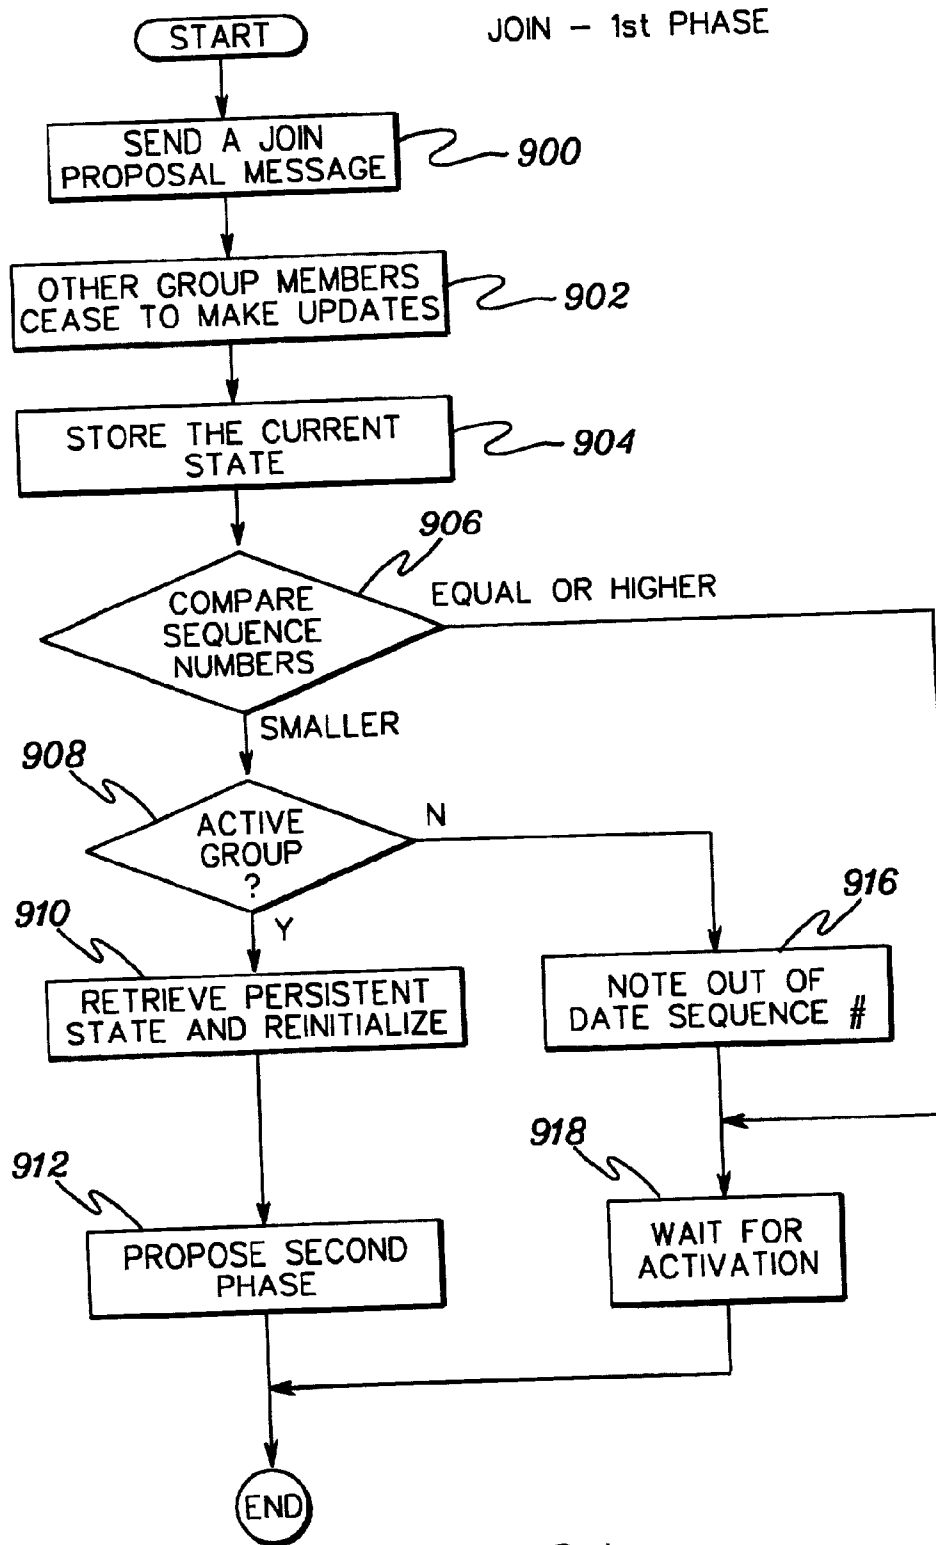 START
JOIN – 1st PHASE
SEND A JOIN
PROPOSAL MESSAGE
900
OTHER GROUP MEMBERS
CEASE TO MAKE UPDATES
902
STORE THE CURRENT
STATE
904
906
COMPARE
SEQUENCE
NUMBERS
EQUAL OR HIGHER
SMALLER
908
ACTIVE
GROUP
?
N
Y
910
RETRIEVE PERSISTENT
STATE AND REINITIALIZE
916
NOTE OUT OF
DATE SEQUENCE #
912
PROPOSE SECOND
PHASE
918
WAIT FOR
ACTIVATION
END